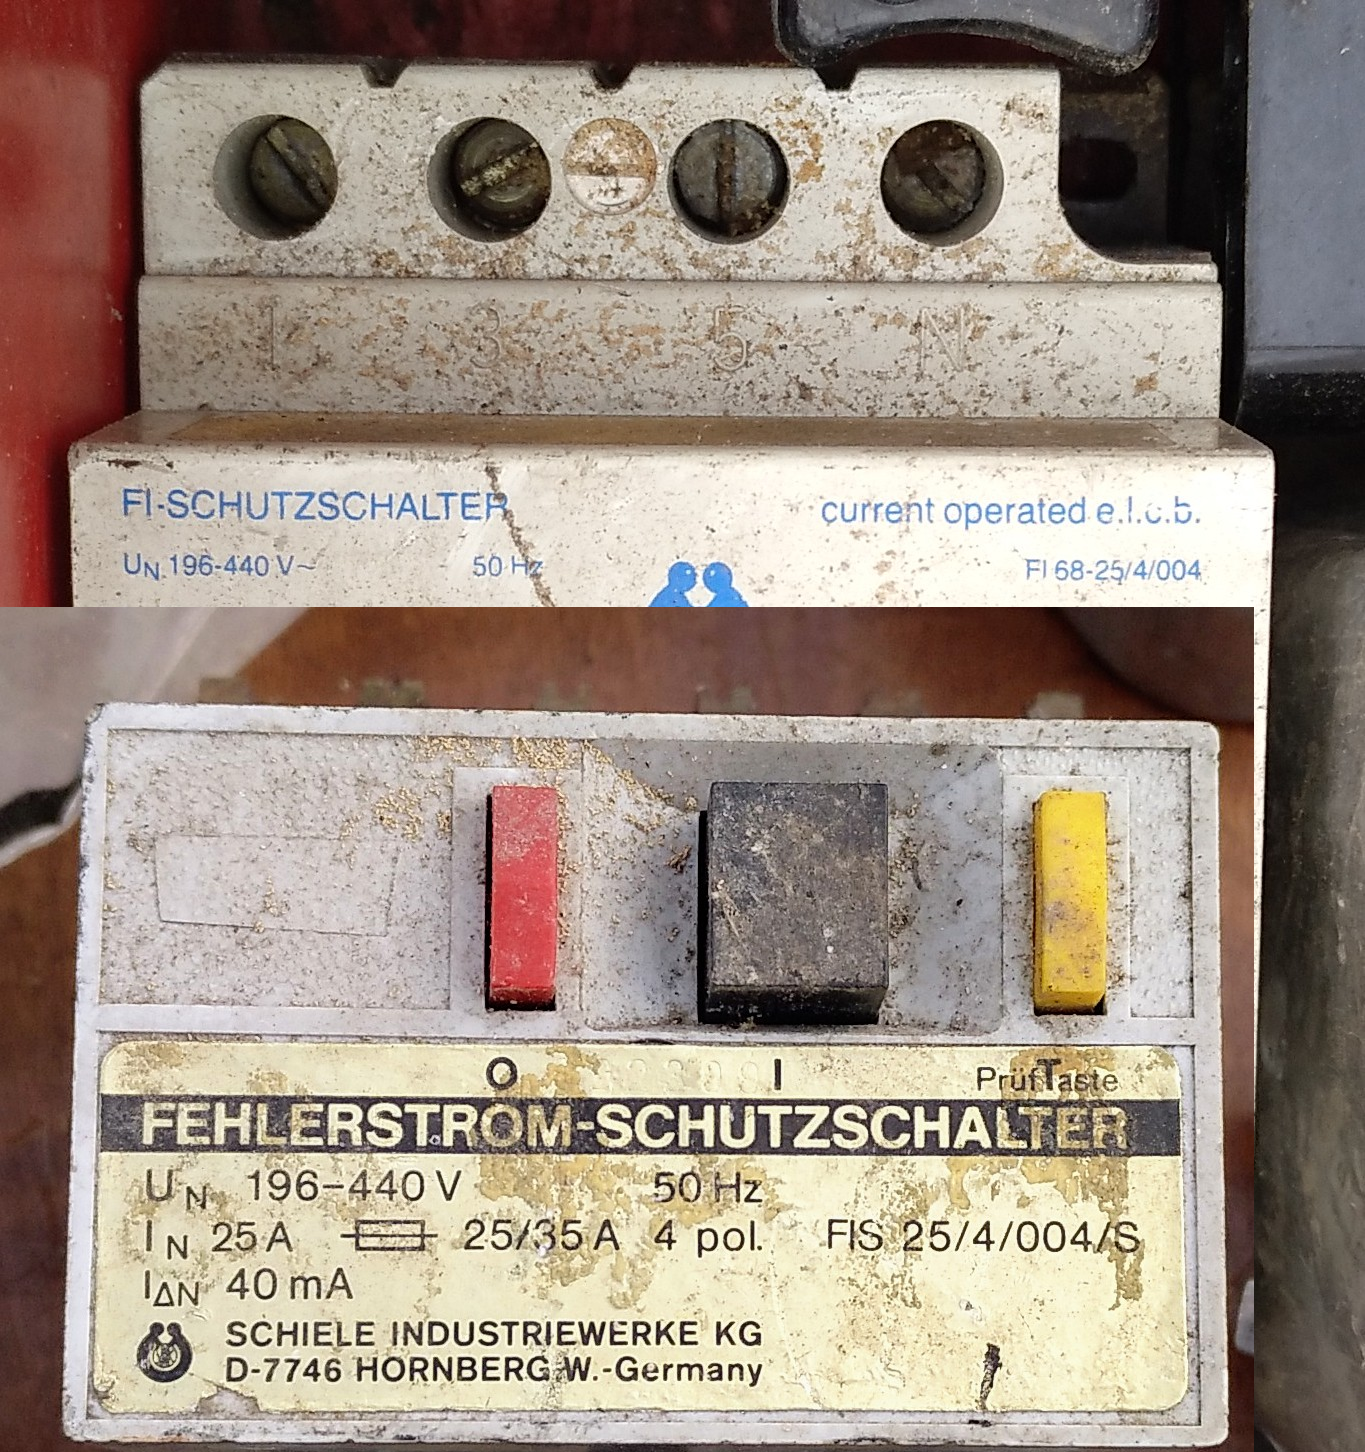 1 3 5 N
FI-SCHUTZSCHALTER current operated e.l.c.b.
UN 196-440 V~ 50 Hz FI 68-25/4/004
O I PrüfTaste
FEHLERSTROM-SCHUTZSCHALTER
UN 196-440 V 50 Hz
IN 25 A 25/35 A 4 pol. FIS 25/4/004/S
IΔN 40 mA
SCHIELE INDUSTRIEWERKE KG
D-7746 HORNBERG W.-Germany